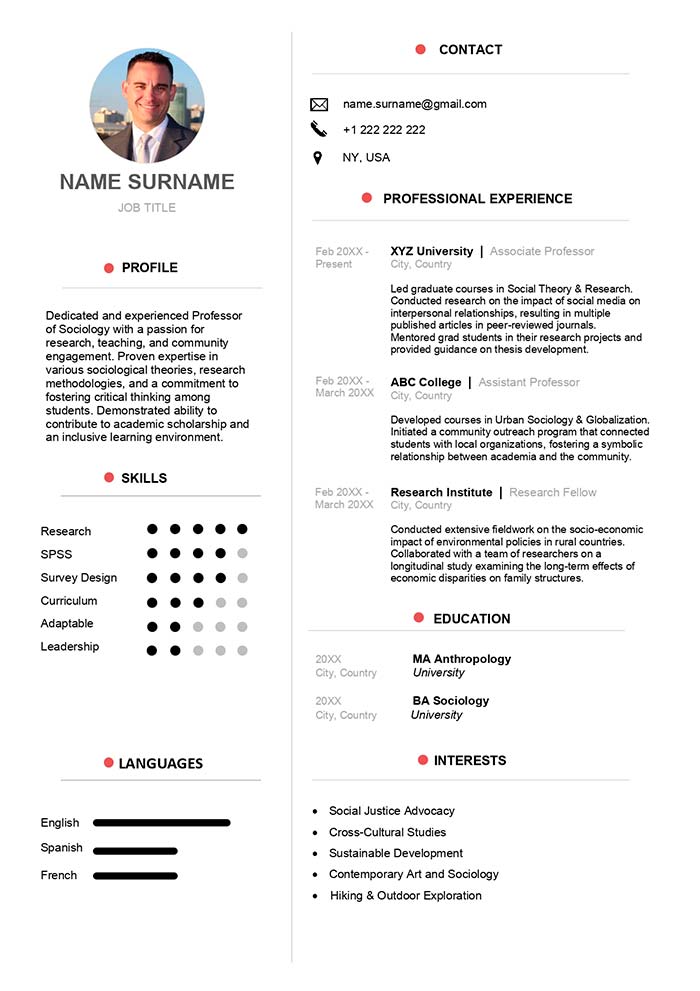 NAME SURNAME
JOB TITLE
PROFILE
Dedicated and experienced Professor
of Sociology with a passion for
research, teaching, and community
engagement. Proven expertise in
various sociological theories, research
methodologies, and a commitment to
fostering critical thinking among
students. Demonstrated ability to
contribute to academic scholarship and
an inclusive learning environment.
SKILLS
Research
SPSS
Survey Design
Curriculum
Adaptable
Leadership
LANGUAGES
English
Spanish
French
CONTACT
name.surname@gmail.com
+1 222 222 222
NY, USA
PROFESSIONAL EXPERIENCE
Feb 20XX -
Present
XYZ University | Associate Professor
City, Country
Led graduate courses in Social Theory & Research.
Conducted research on the impact of social media on
interpersonal relationships, resulting in multiple
published articles in peer-reviewed journals.
Mentored grad students in their research projects and
provided guidance on thesis development.
Feb 20XX -
March 20XX
ABC College | Assistant Professor
City, Country
Developed courses in Urban Sociology & Globalization.
Initiated a community outreach program that connected
students with local organizations, fostering a symbolic
relationship between academia and the community.
Feb 20XX -
March 20XX
Research Institute | Research Fellow
City, Country
Conducted extensive fieldwork on the socio-economic
impact of environmental policies in rural countries.
Collaborated with a team of researchers on a
longitudinal study examining the long-term effects of
economic disparities on family structures.
EDUCATION
20XX
City, Country
MA Anthropology
University
20XX
City, Country
BA Sociology
University
INTERESTS
• Social Justice Advocacy
• Cross-Cultural Studies
• Sustainable Development
• Contemporary Art and Sociology
• Hiking & Outdoor Exploration